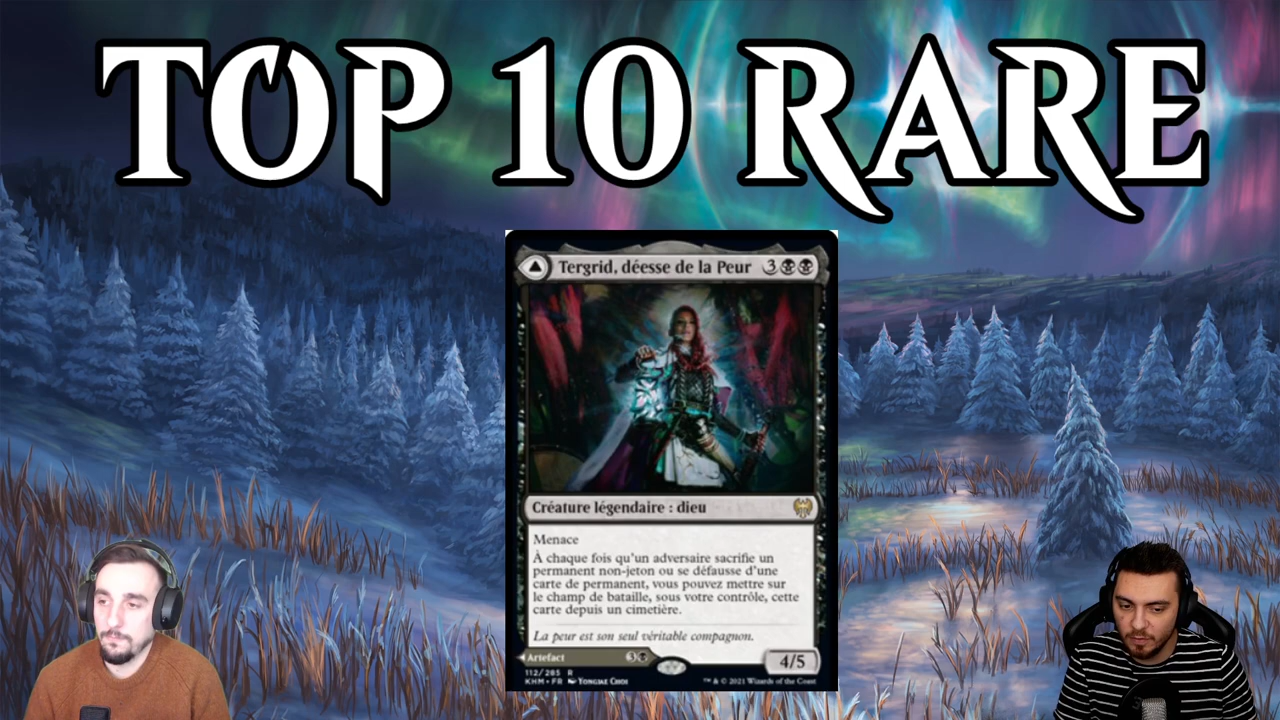 TOP 10 RARE
Tergrid, déesse de la Peur 3
Créature légendaire : dieu
Menace
À chaque fois qu'un adversaire sacrifie un
permanent non-jeton ou se défausse d'une
carte de permanent, vous pouvez mettre sur
le champ de bataille, sous votre contrôle, cette
carte depuis un cimetière.
La peur est son seul véritable compagnon.
Artefact 3
4/5
112/285 R
KHM • FR Yongjae Choi
™ & © 2021 Wizards of the Coast